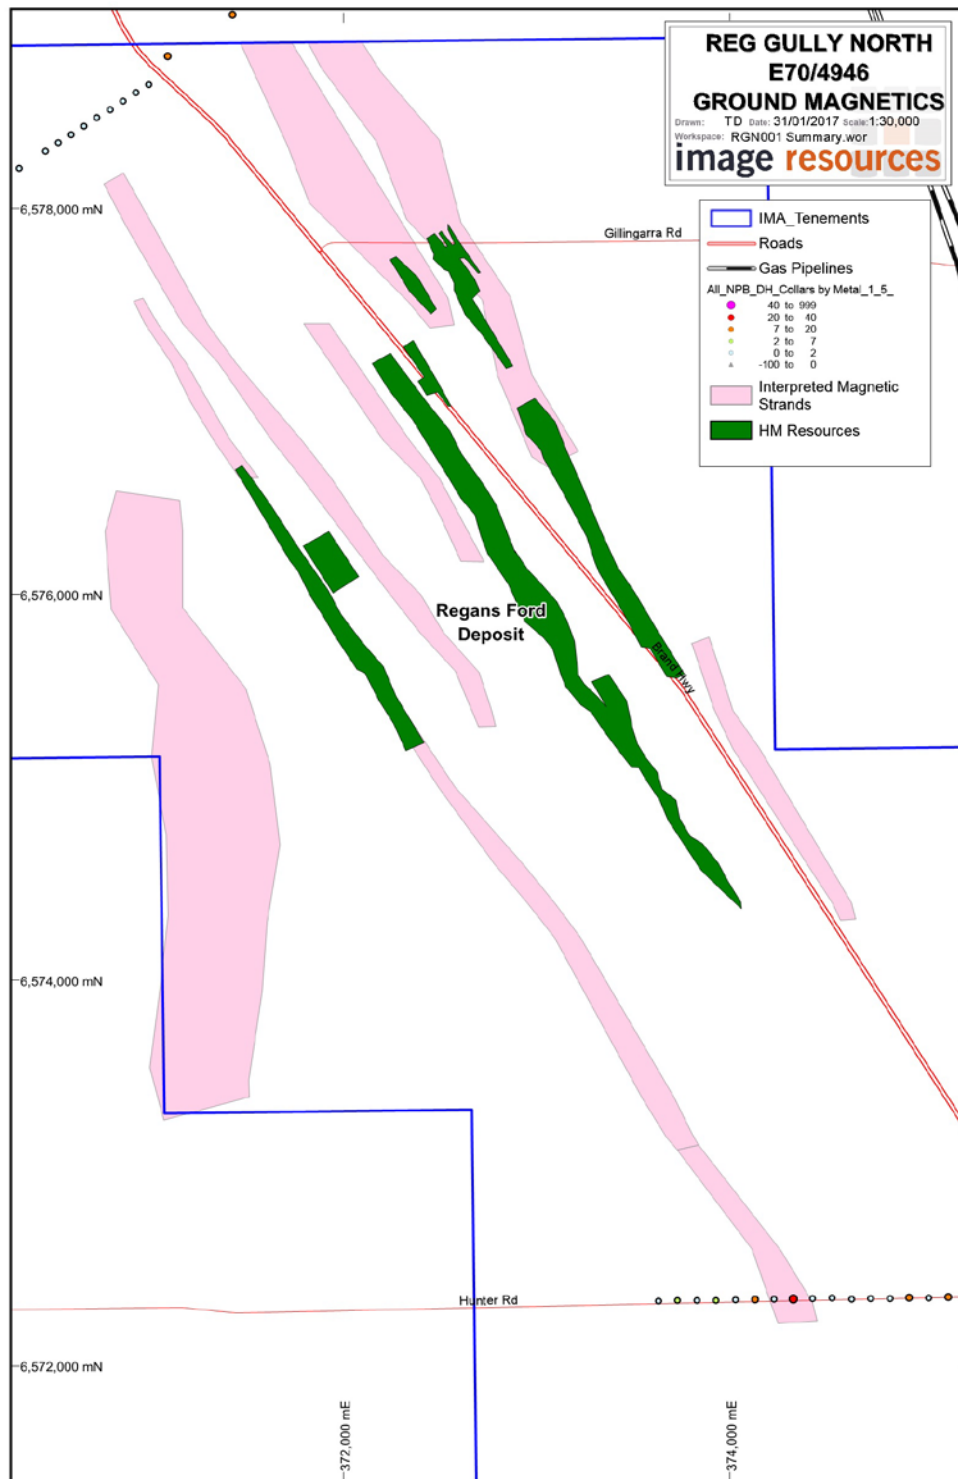 REG GULLY NORTH
E70/4946
GROUND MAGNETICS
Drawn: TD Date: 31/01/2017 Scale:1:30,000
Workspace: RGN001 Summary.wor
image resources
IMA_Tenements
Roads
Gas Pipelines
All_NPB_DH_Collars by Metal_1_5_
40 to 999
20 to 40
7 to 20
2 to 7
0 to 2
-100 to 0
Interpreted Magnetic
Strands
HM Resources
6,578,000 mN
Gillingarra Rd
6,576,000 mN
Regans Ford
Deposit
Brand Hwy
6,574,000 mN
Hunter Rd
6,572,000 mN
372,000 mE
374,000 mE